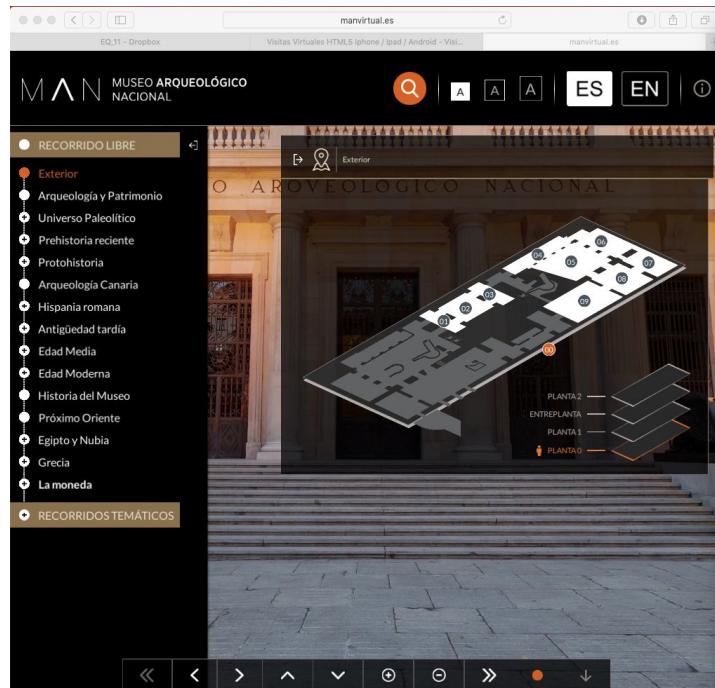 manvirtual.es
EQ_11 - Dropbox
Visitas Virtuales HTML5 Iphone / Ipad / Android - Visi...
manvirtual.es
MAN
MUSEO ARQUEOLÓGICO
NACIONAL
A
A
A
ES
EN
RECORRIDO LIBRE
Exterior
Arqueología y Patrimonio
Universo Paleolítico
Prehistoria reciente
Protohistoria
Arqueología Canaria
Hispania romana
Antigüedad tardía
Edad Media
Edad Moderna
Historia del Museo
Próximo Oriente
Egipto y Nubia
Grecia
La moneda
RECORRIDOS TEMÁTICOS
Exterior
O ARQVEOLOGICO NACIONAL
06
04
05
07
08
03
09
02
01
00
PLANTA 2
ENTREPLANTA
PLANTA 1
PLANTA 0